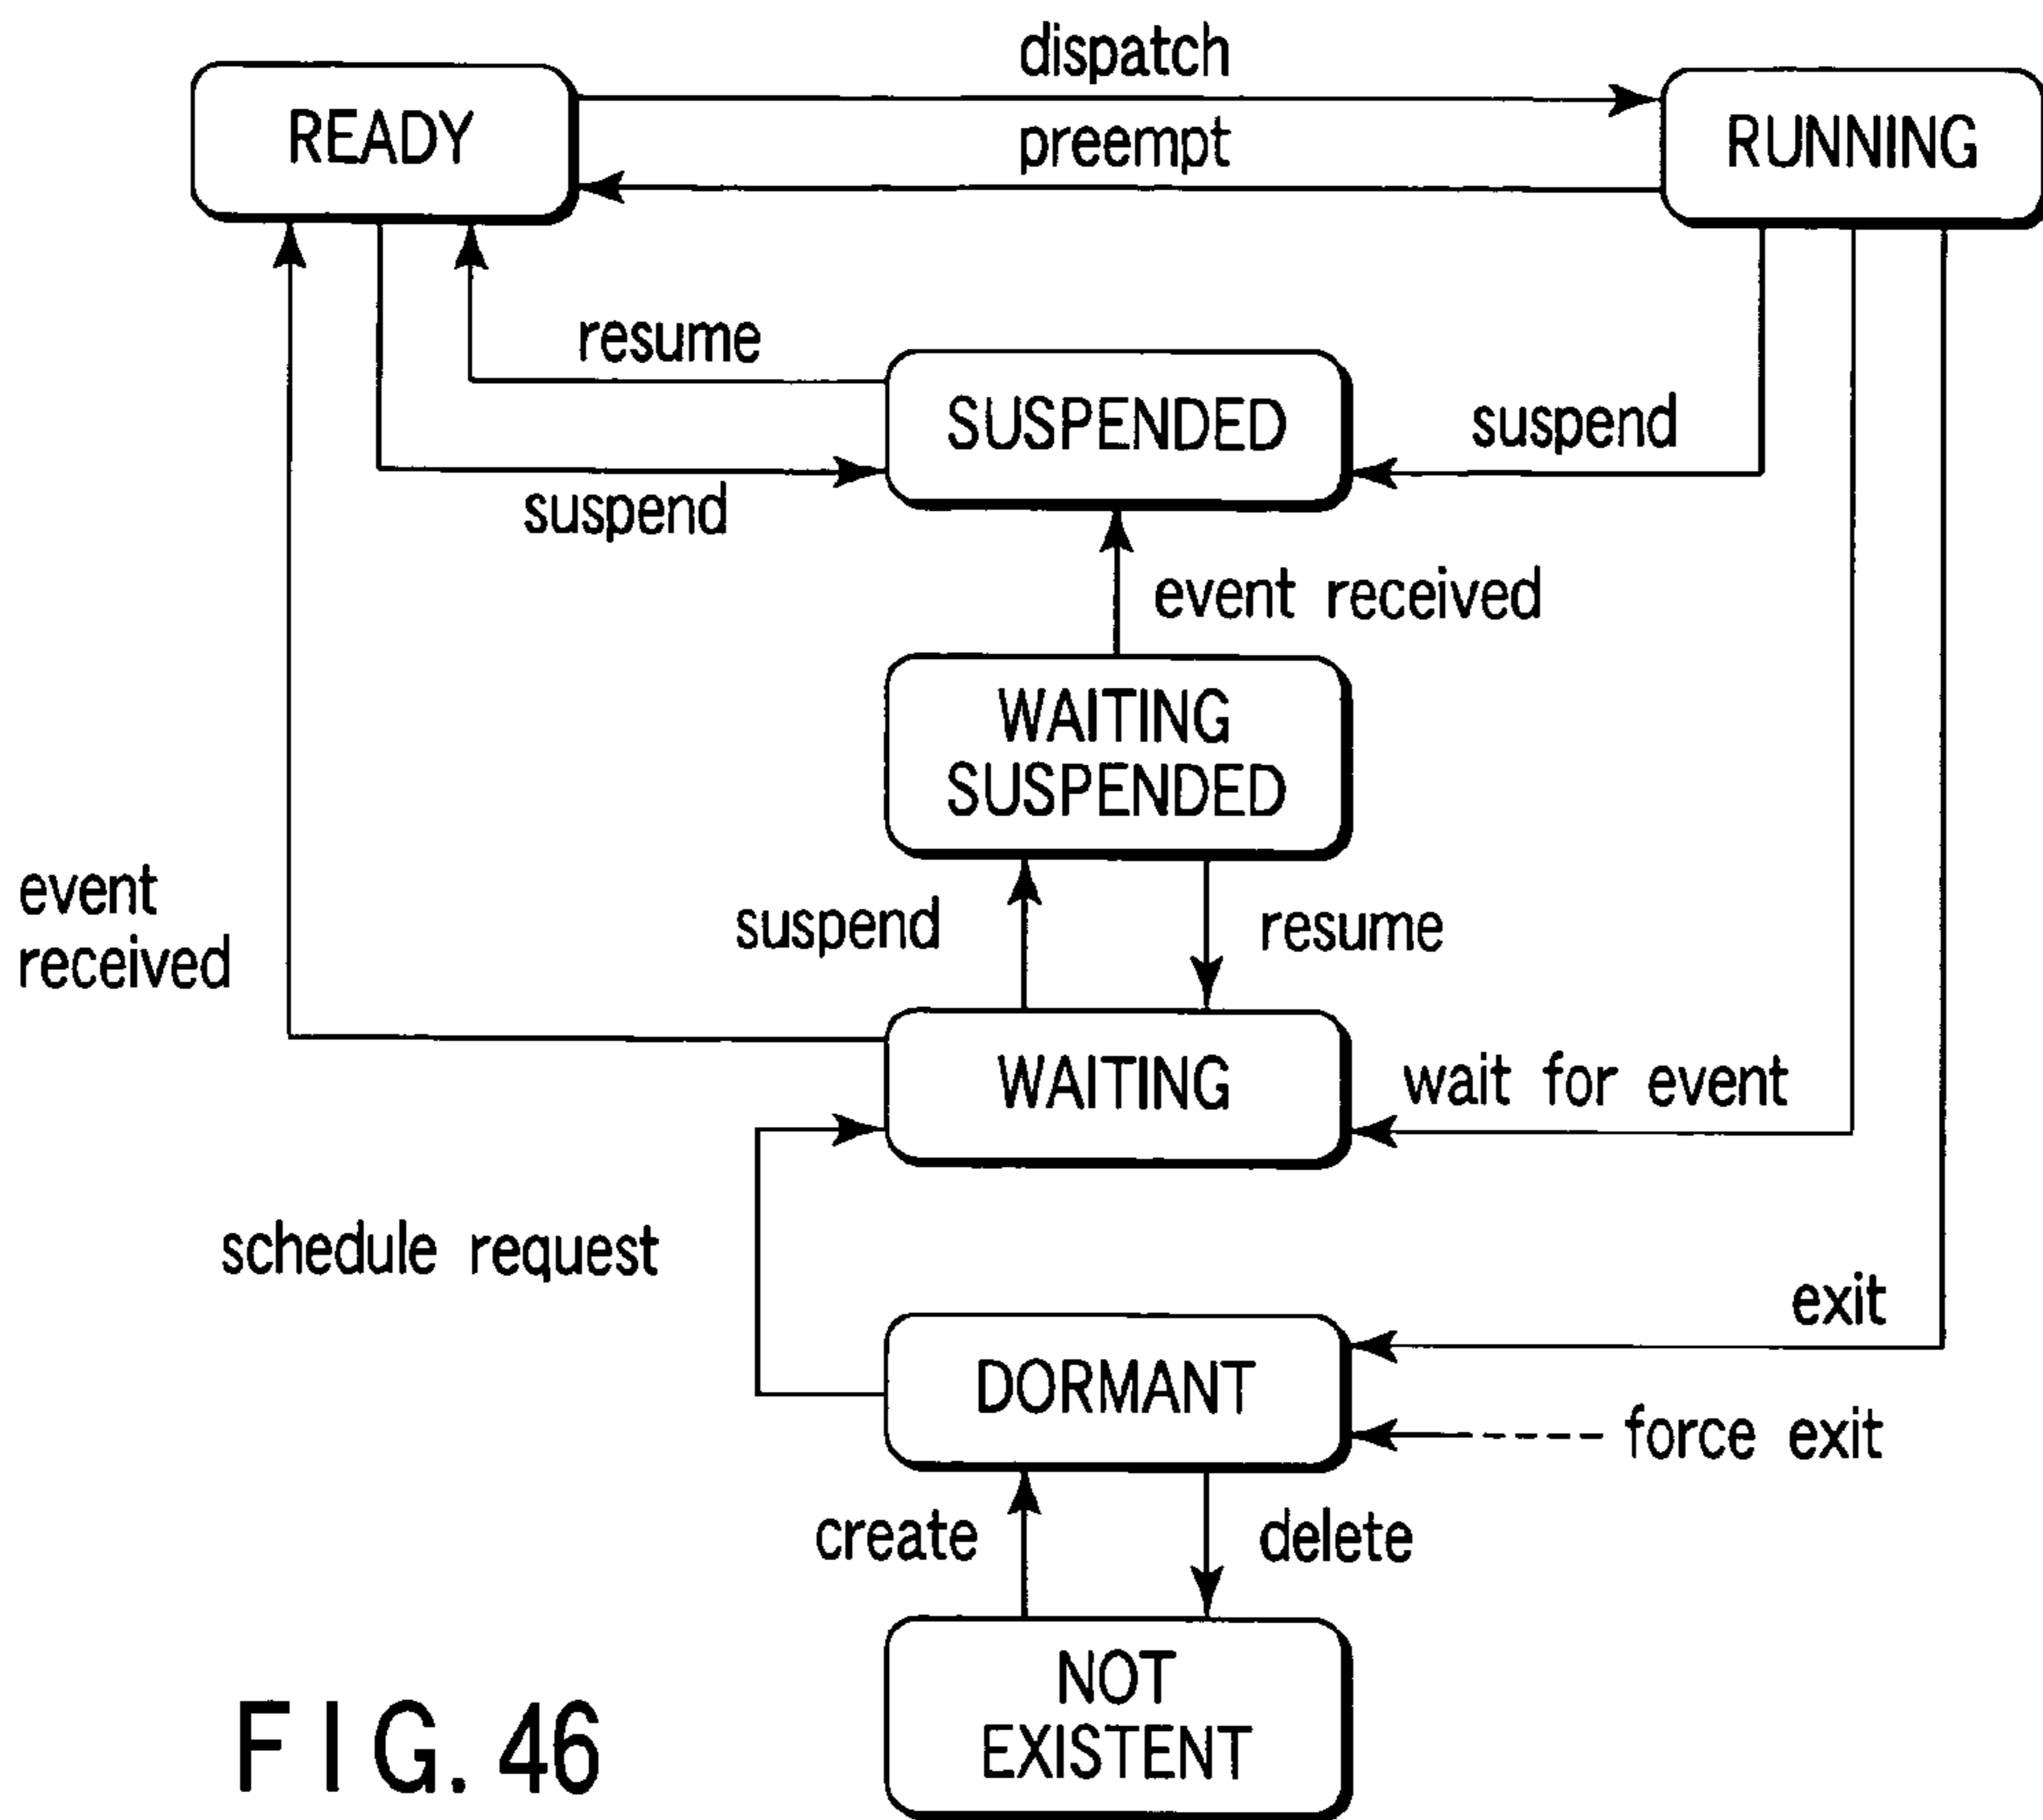 dispatch
READY
preempt
RUNNING
resume
SUSPENDED
suspend
suspend
event received
WAITING
SUSPENDED
event
received
suspend
resume
WAITING
wait for event
schedule request
exit
DORMANT
force exit
create
delete
NOT
EXISTENT
FIG. 46